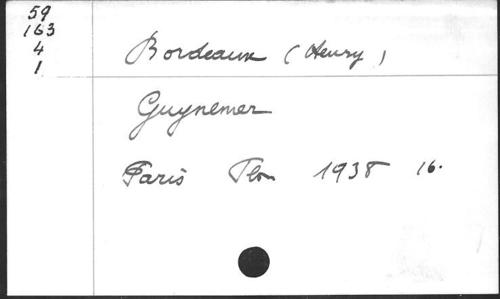 59
163
4
1
Bordeaux (Henry)
Guynemer
Paris Plon 1938 16.